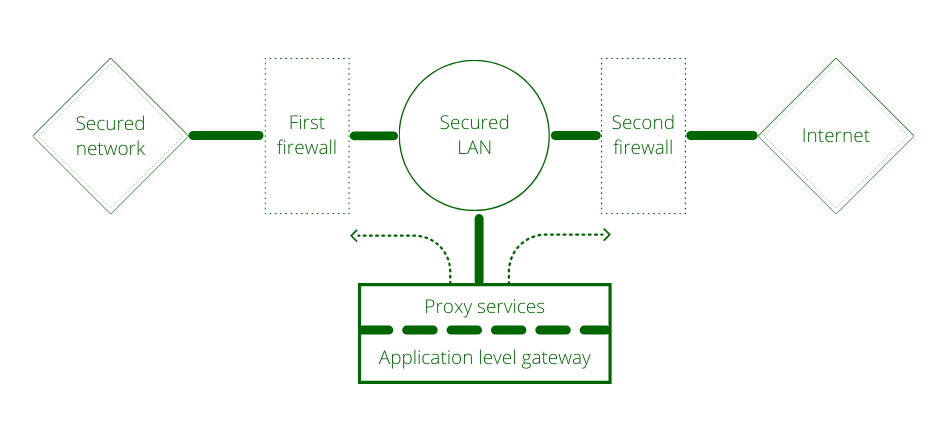 Secured
network
First
firewall
Secured
LAN
Second
firewall
Internet
Proxy services
Application level gateway